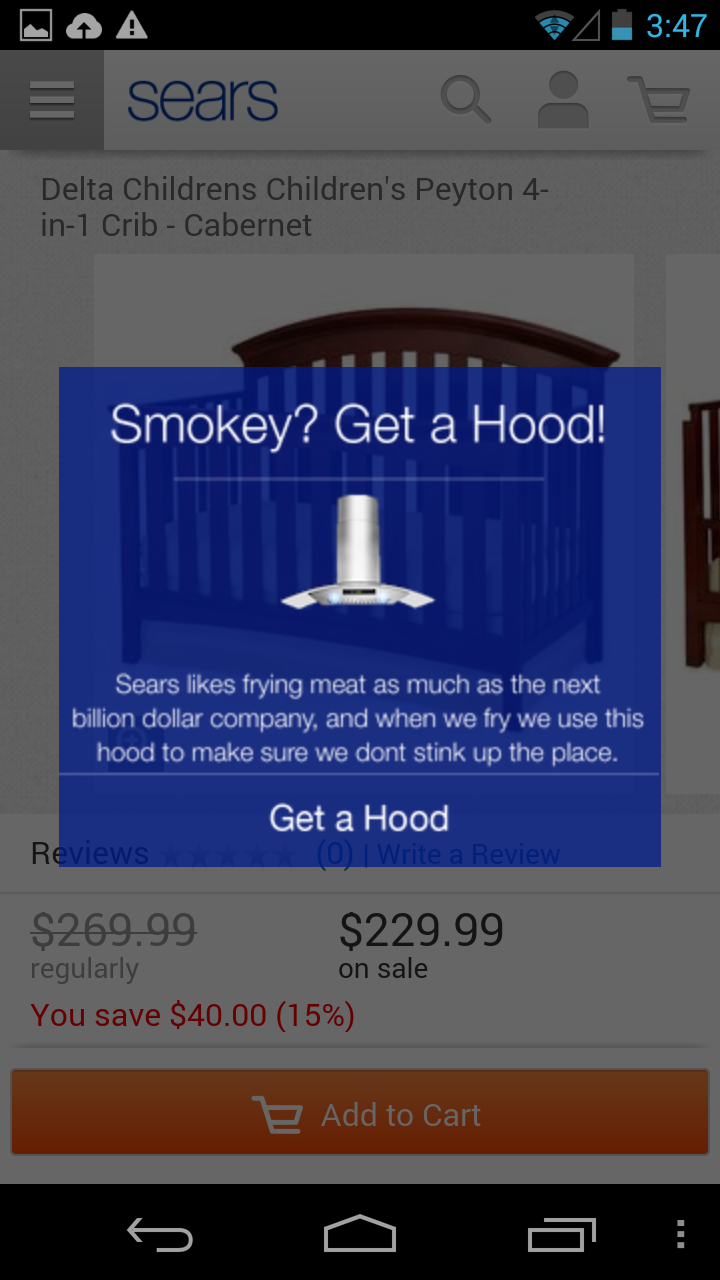 3:47
sears
Delta Childrens Children's Peyton 4-
in-1 Crib - Cabernet
Smokey? Get a Hood!
Sears likes frying meat as much as the next
billion dollar company, and when we fry we use this
hood to make sure we dont stink up the place.
Get a Hood
Reviews (0) | Write a Review
$269.99 $229.99
regularly on sale
You save $40.00 (15%)
Add to Cart